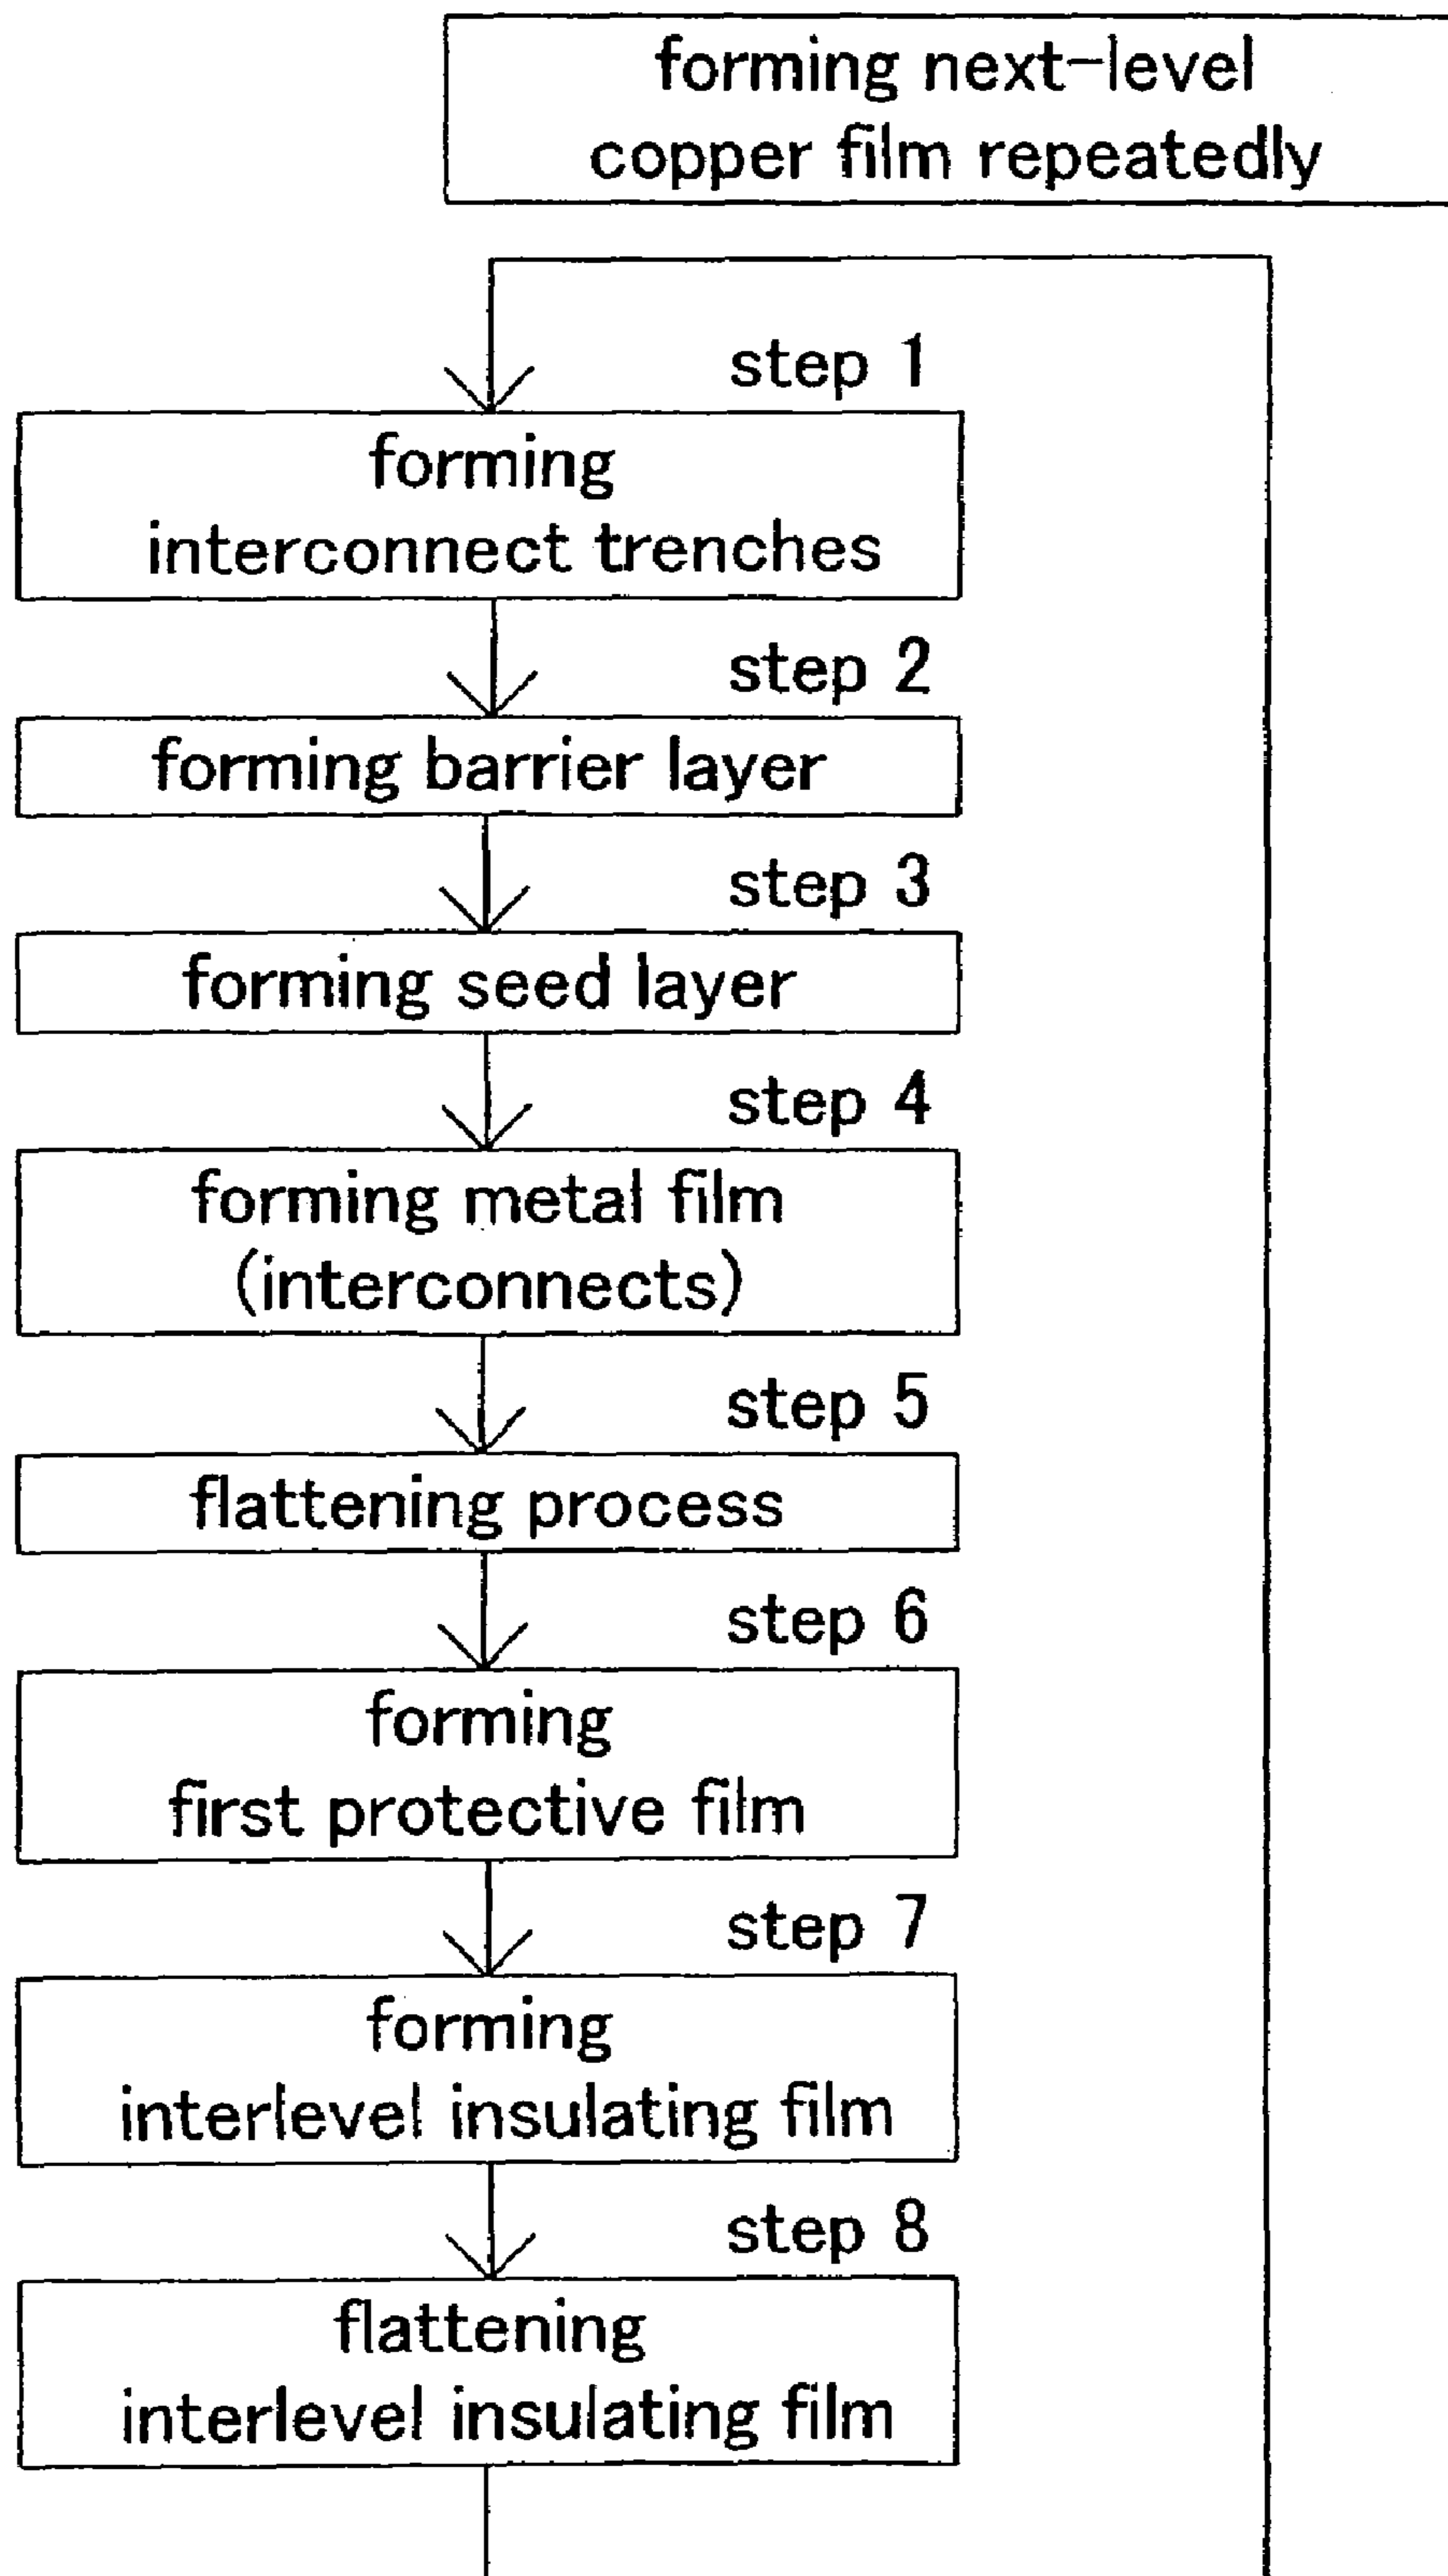 forming next-level
copper film repeatedly
step 1
forming
interconnect trenches
step 2
forming barrier layer
step 3
forming seed layer
step 4
forming metal film
(interconnects)
step 5
flattening process
step 6
forming
first protective film
step 7
forming
interlevel insulating film
step 8
flattening
interlevel insulating film